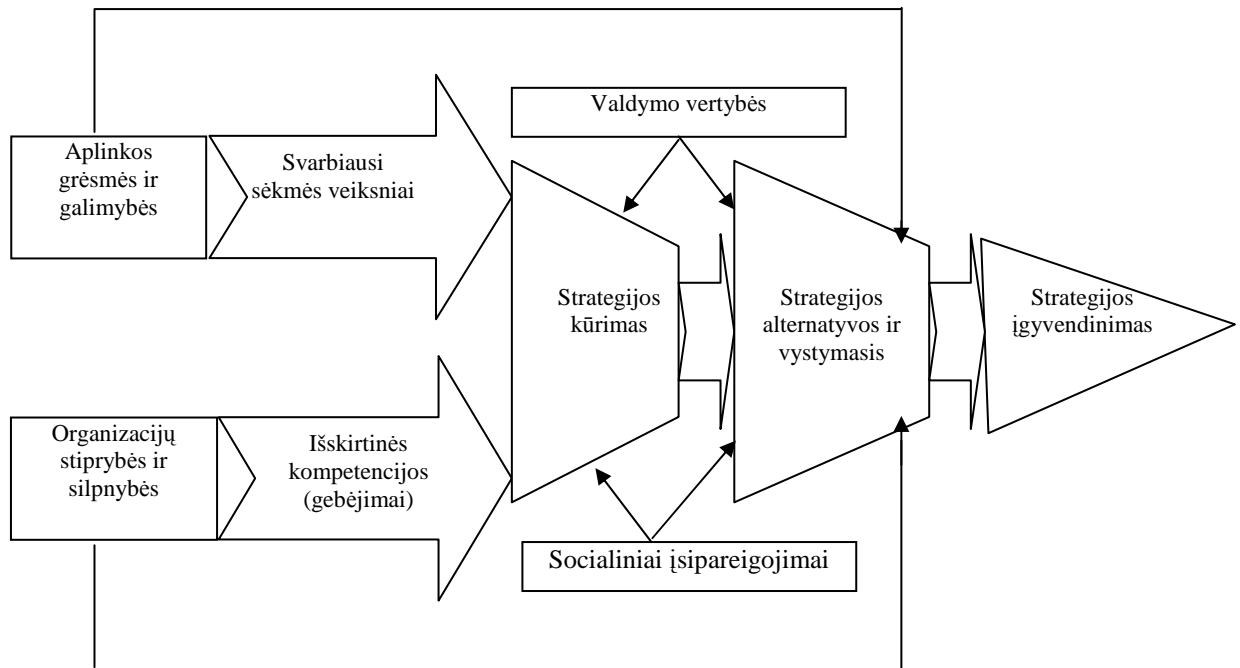 Valdymo vertybės
Aplinkos
grėsmės ir
galimybės
Svarbiausi
sėkmės veiksniai
Strategijos
kūrimas
Strategijos
alternatyvos ir
vystymasis
Strategijos
įgyvendinimas
Organizacijų
stiprybės ir
silpnybės
Išskirtinės
kompetencijos
(gebėjimai)
Socialiniai įsipareigojimai